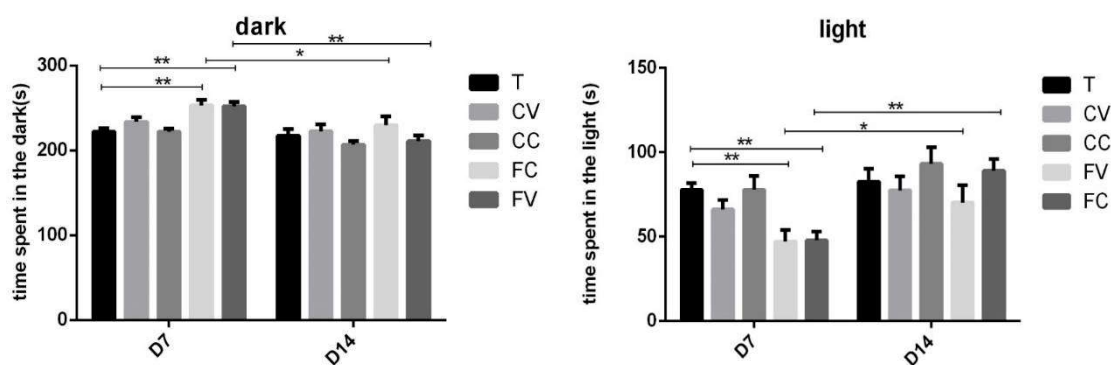 dark
time spent in the dark(s)
300
200
100
0
**
**
*
**
D7
D14
T
CV
CC
FC
FV
light
time spent in the light (s)
150
100
50
0
**
**
*
**
D7
D14
T
CV
CC
FV
FC